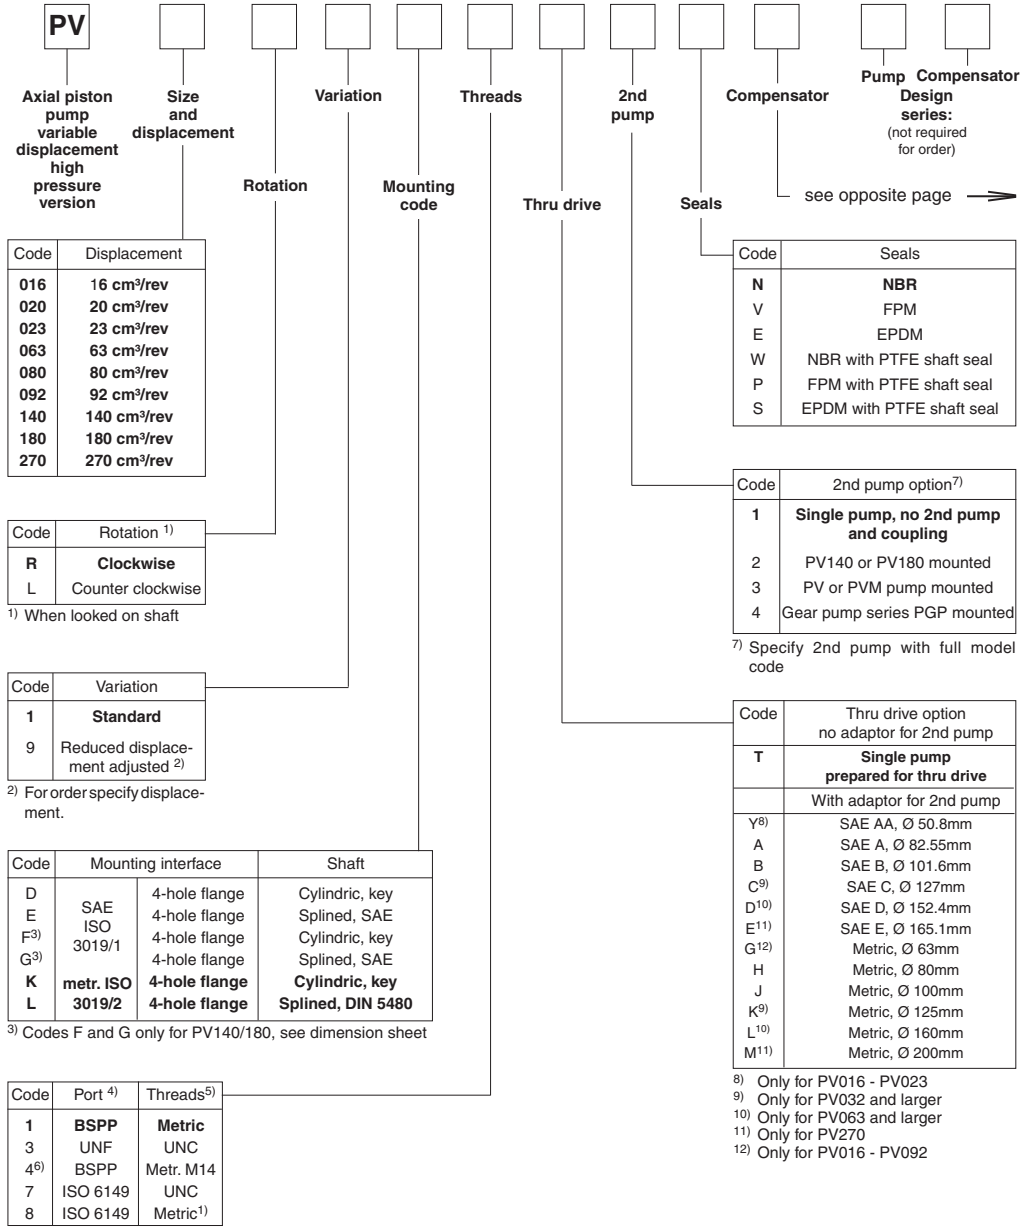 PV
Axial piston
pump
variable
displacement
high
pressure
version
Size
and
displacement
Rotation
Variation
Mounting
code
Threads
Thru drive
2nd
pump
Seals
Compensator
Pump Compensator
Design
series:
(not required
for order)
see opposite page
Code Displacement
016 16 cm³/rev
020 20 cm³/rev
023 23 cm³/rev
063 63 cm³/rev
080 80 cm³/rev
092 92 cm³/rev
140 140 cm³/rev
180 180 cm³/rev
270 270 cm³/rev
Code Rotation 1)
R Clockwise
L Counter clockwise
1) When looked on shaft
Code Variation
1 Standard
9 Reduced displace-
ment adjusted 2)
2) For order specify displace-
ment.
Code Mounting interface Shaft
D 4-hole flange Cylindric, key
E SAE 4-hole flange Splined, SAE
F3) ISO 4-hole flange Cylindric, key
G3) 3019/1 4-hole flange Splined, SAE
K metr. ISO 4-hole flange Cylindric, key
L 3019/2 4-hole flange Splined, DIN 5480
3) Codes F and G only for PV140/180, see dimension sheet
Code Port 4) Threads5)
1 BSPP Metric
3 UNF UNC
46) BSPP Metr. M14
7 ISO 6149 UNC
8 ISO 6149 Metric1)
Code Seals
N NBR
V FPM
E EPDM
W NBR with PTFE shaft seal
P FPM with PTFE shaft seal
S EPDM with PTFE shaft seal
Code 2nd pump option7)
1 Single pump, no 2nd pump
and coupling
2 PV140 or PV180 mounted
3 PV or PVM pump mounted
4 Gear pump series PGP mounted
7) Specify 2nd pump with full model
code
Code Thru drive option
no adaptor for 2nd pump
T Single pump
prepared for thru drive
With adaptor for 2nd pump
Y8) SAE AA, Ø 50.8mm
A SAE A, Ø 82.55mm
B SAE B, Ø 101.6mm
C9) SAE C, Ø 127mm
D10) SAE D, Ø 152.4mm
E11) SAE E, Ø 165.1mm
G12) Metric, Ø 63mm
H Metric, Ø 80mm
J Metric, Ø 100mm
K9) Metric, Ø 125mm
L10) Metric, Ø 160mm
M11) Metric, Ø 200mm
8) Only for PV016 - PV023
9) Only for PV032 and larger
10) Only for PV063 and larger
11) Only for PV270
12) Only for PV016 - PV092